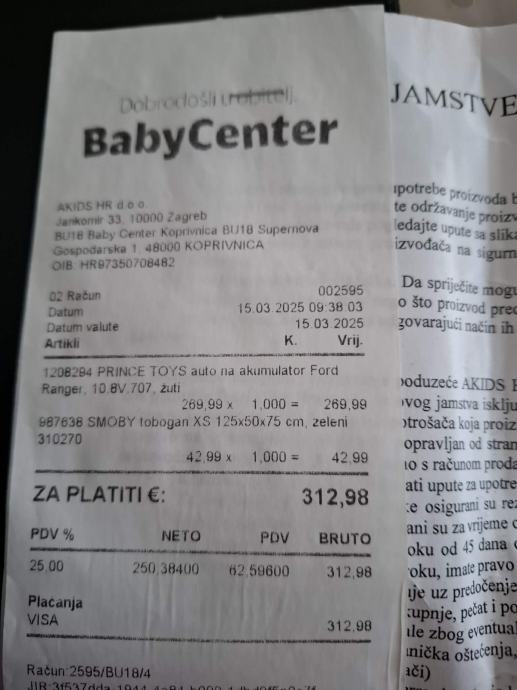 Dobrodošli trobitelj.
BabyCenter
AKIDS HR d.o.o.
Jankomir 33, 10000 Zagreb
BU18 Baby Center Koprivnica BU18 Supernova
Gospodarska 1, 48000 KOPRIVNICA
OIB: HR97350708482
02 Račun 002595
Datum 15.03.2025 09:38:03
Datum valute 15.03.2025
Artikli K. Vrij.
1208294 PRINCE TOYS auto na akumulator Ford
Ranger, 10.8V,707, žuti
269,99 x 1,000 = 269,99
987638 SMOBY tobogan XS 125x50x75 cm, zeleni
310270
42,99 x 1,000 = 42,99
ZA PLATITI €: 312,98
PDV % NETO PDV BRUTO
25,00 250,38400 62,59600 312,98
Plaćanja
VISA 312,98
Račun:2595/BU18/4
JAMSTVE
upotrebe proizvoda b
te održavanje proizv
ledajte upute sa slika
izvođača na sigurn
Da spriječite mogu
o što proizvod pred
govarajući način ih
oduzeće AKIDS H
vog jamstva isklju
otrošača koja proiz
opravljan od stran
o s računom proda
ati upute za upotre
e osigurani su rez
ani su za vrijeme o
oku od 45 dana o
oku, imate pravo
je uz predočenje
upnje, pečat i po
le zbog eventual
nička oštećenja,
ači)